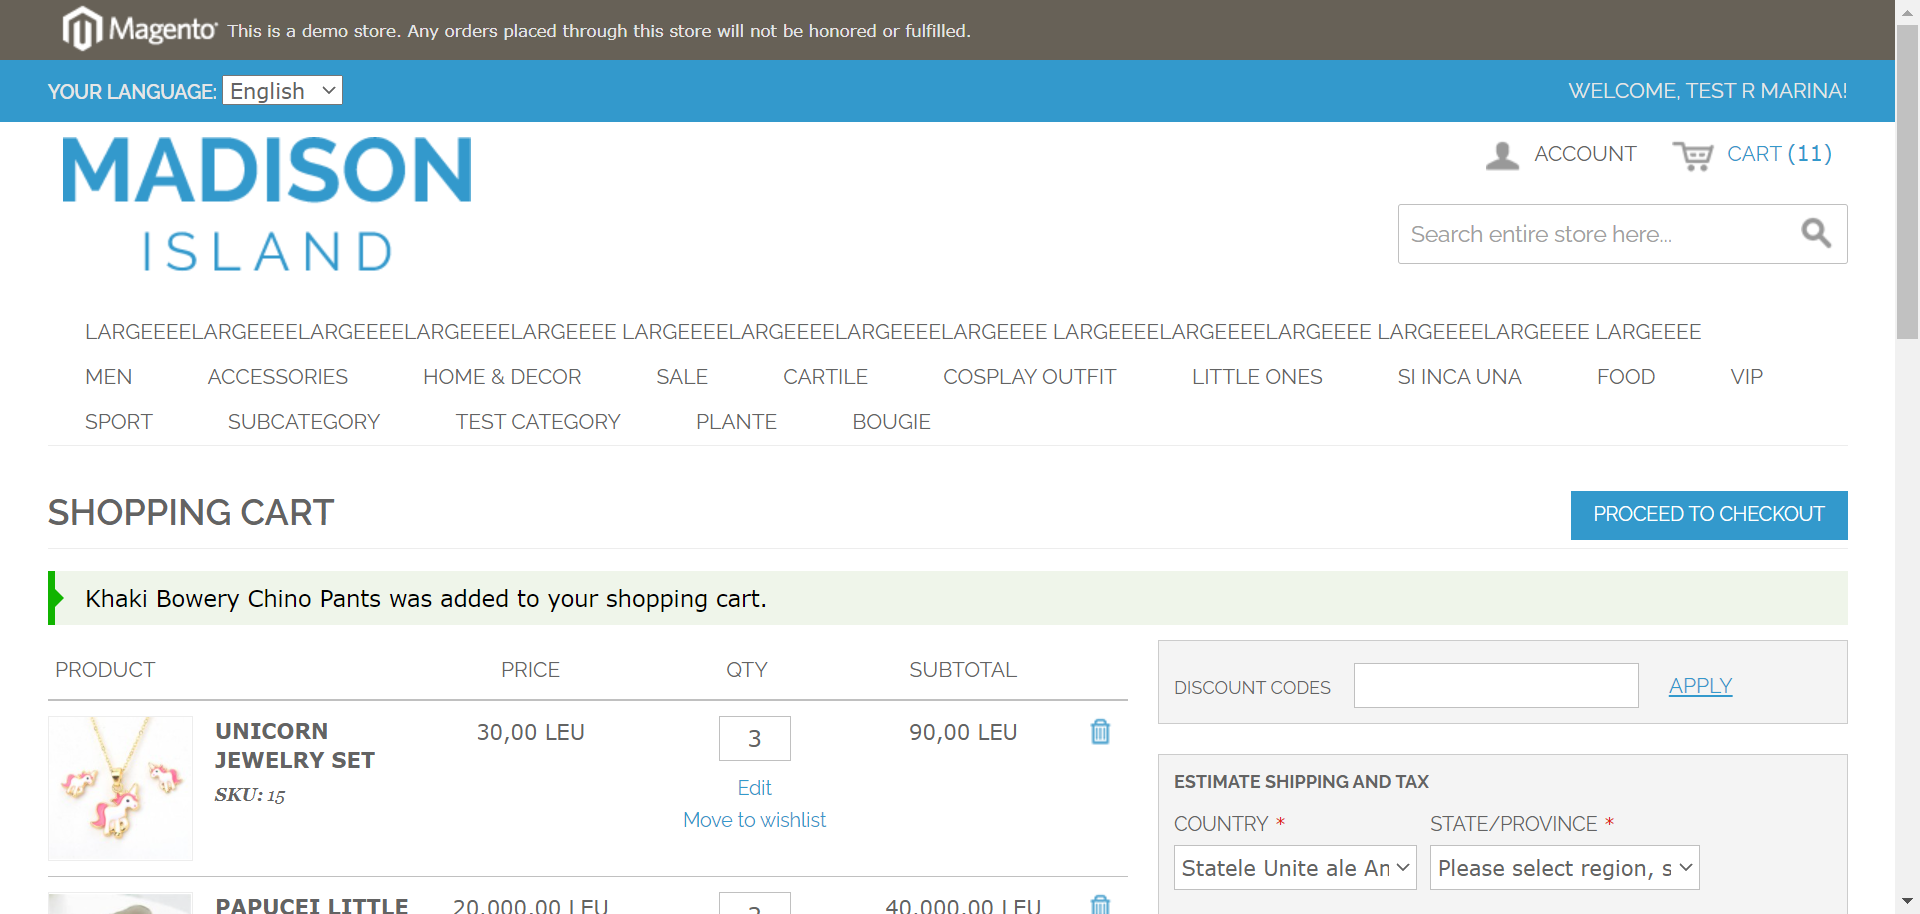 Magento This is a demo store. Any orders placed through this store will not be honored or fulfilled.
YOUR LANGUAGE: English
WELCOME, TEST R MARINA!
MADISON
ISLAND
ACCOUNT
CART (11)
Search entire store here...
LARGEEEELARGEEEELARGEEEELARGEEEELARGEEEE LARGEEEELARGEEEELARGEEEELARGEEEE LARGEEEELARGEEEELARGEEEE LARGEEEELARGEEEE LARGEEEE
MEN ACCESSORIES HOME & DECOR SALE CARTILE COSPLAY OUTFIT LITTLE ONES SI INCA UNA FOOD VIP
SPORT SUBCATEGORY TEST CATEGORY PLANTE BOUGIE
SHOPPING CART
PROCEED TO CHECKOUT
Khaki Bowery Chino Pants was added to your shopping cart.
PRODUCT PRICE QTY SUBTOTAL
UNICORN
JEWELRY SET
SKU: 15
30,00 LEU
3
Edit
Move to wishlist
90,00 LEU
PAPUCEI LITTLE
20.000,00 LEU
40.000,00 LEU
DISCOUNT CODES
APPLY
ESTIMATE SHIPPING AND TAX
COUNTRY *
STATE/PROVINCE *
Statele Unite ale
Please select region,